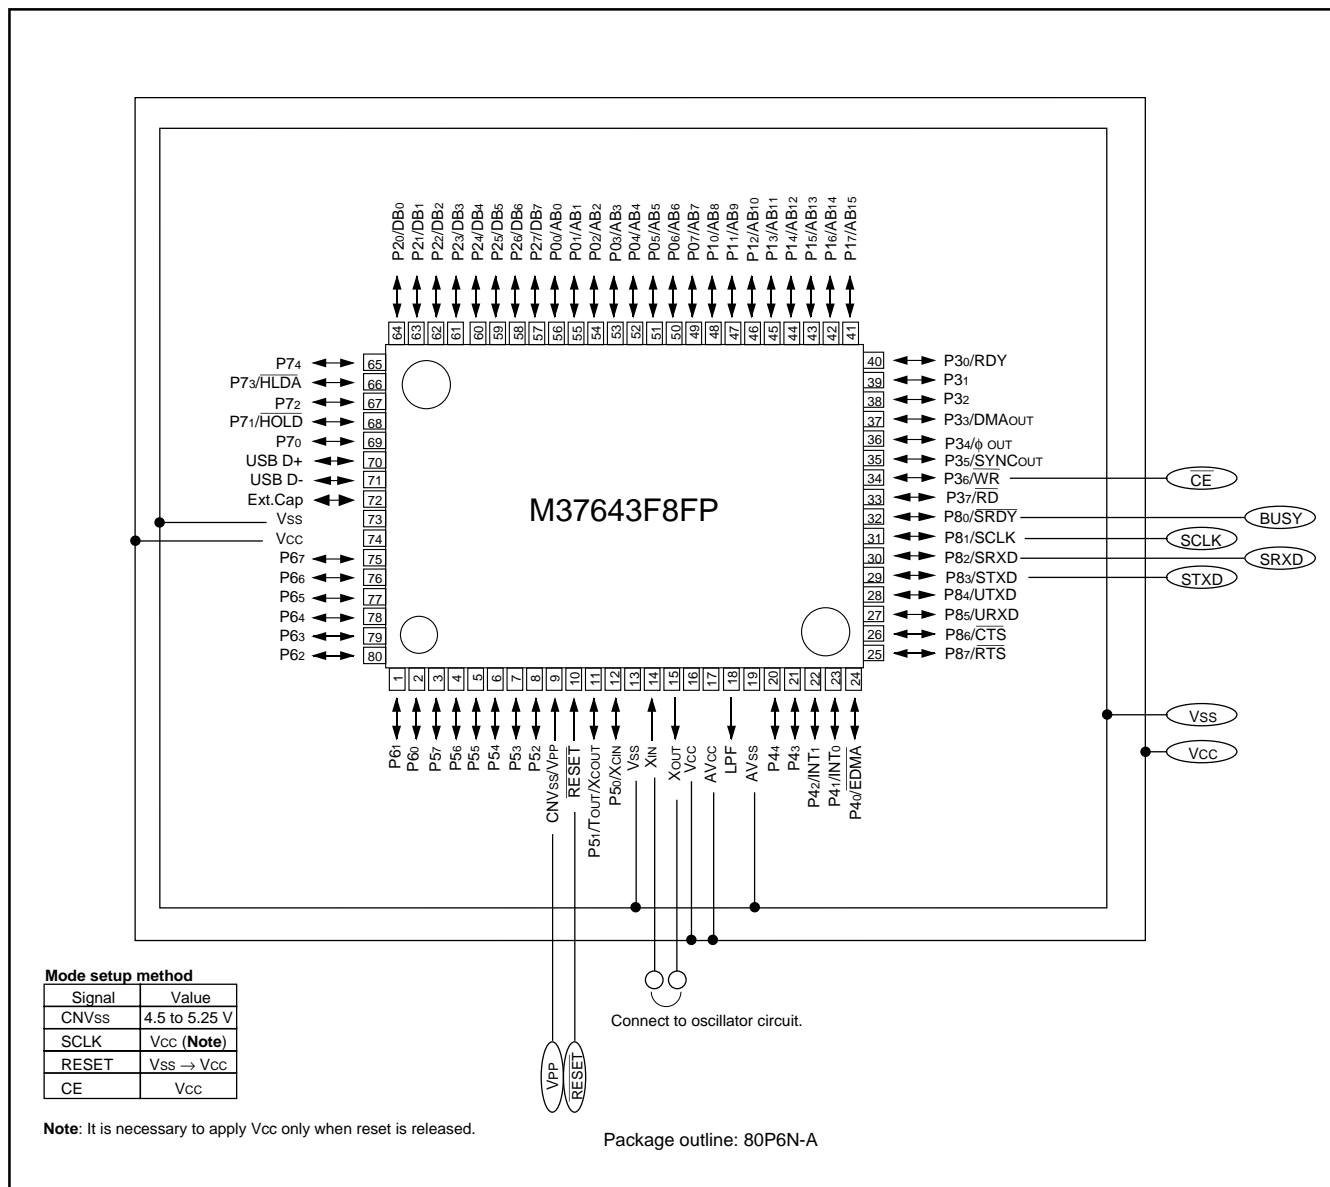 P20/DB0
P21/DB1
P22/DB2
P23/DB3
P24/DB4
P25/DB5
P26/DB6
P27/DB7
P00/AB0
P01/AB1
P02/AB2
P03/AB3
P04/AB4
P05/AB5
P06/AB6
P07/AB7
P10/AB8
P11/AB9
P12/AB10
P13/AB11
P14/AB12
P15/AB13
P16/AB14
P17/AB15
64 63 62 61 60 59 58 57 56 55 54 53 52 51 50 49 48 47 46 45 44 43 42 41
P74 65
P73/HLDA 66
P72 67
P71/HOLD 68
P70 69
USB D+ 70
USB D- 71
Ext.Cap 72
Vss 73
Vcc 74
P67 75
P66 76
P65 77
P64 78
P63 79
P62 80
M37643F8FP
40 P30/RDY
39 P31
38 P32
37 P33/DMAOUT
36 P34/ϕ OUT
35 P35/SYNCOUT
34 P36/WR CE
33 P37/RD
32 P80/SRDY BUSY
31 P81/SCLK SCLK
30 P82/SRXD SRXD
29 P83/STXD STXD
28 P84/UTXD
27 P85/URXD
26 P86/CTS
25 P87/RTS
1 2 3 4 5 6 7 8 9 10 11 12 13 14 15 16 17 18 19 20 21 22 23 24
P61
P60
P57
P56
P55
P54
P53
P52
CNVss/VPP
RESET
P51/TOUT/XCOUT
P50/XCIN
Vss
XIN
XOUT
Vcc
AVcc
LPF
AVss
P44
P43
P42/INT1
P41/INT0
P40/EDMA
Vss
Vcc
Connect to oscillator circuit.
VPP
RESET
Mode setup method
Signal Value
CNVss 4.5 to 5.25 V
SCLK Vcc (Note)
RESET Vss → Vcc
CE Vcc
Note: It is necessary to apply Vcc only when reset is released.
Package outline: 80P6N-A